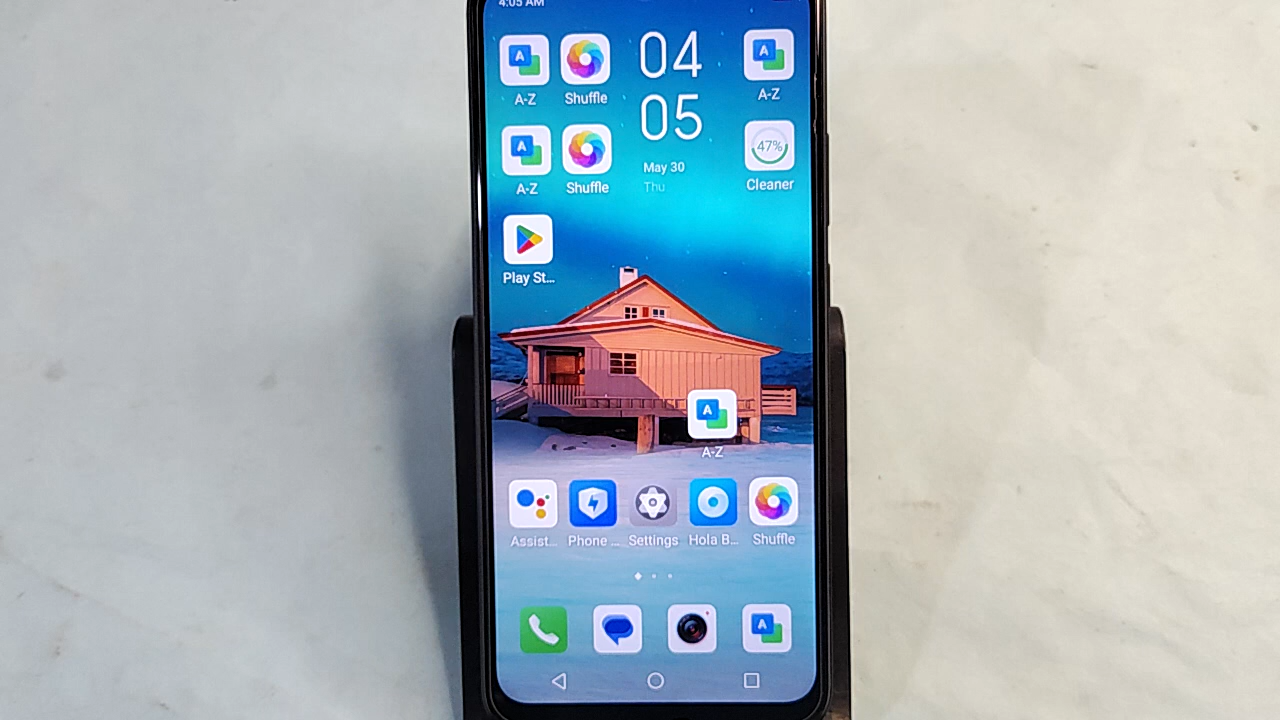 4:05 AM
A-Z
Shuffle
04
05
A-Z
A-Z
Shuffle
May 30
Thu
47%
Cleaner
Play St...
A
A-Z
Assist...
Phone ...
Settings
Hola B...
Shuffle
A